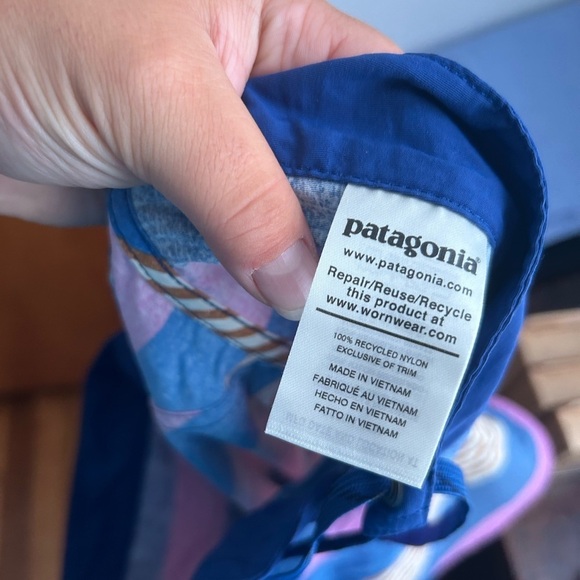 patagonia®
www.patagonia.com
Repair/Reuse/Recycle
this product at
www.wornwear.com
100% RECYCLED NYLON
EXCLUSIVE OF TRIM
MADE IN VIETNAM
FABRIQUÉ AU VIETNAM
HECHO EN VIETNAM
FATTO IN VIETNAM